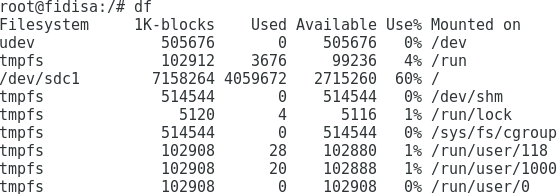 root@fidisa:/# df
Filesystem     1K-blocks    Used Available Use% Mounted on
udev              505676       0    505676   0% /dev
tmpfs             102912    3676     99236   4% /run
/dev/sdc1        7158264 4059672   2715260  60% /
tmpfs             514544       0    514544   0% /dev/shm
tmpfs               5120       4      5116   1% /run/lock
tmpfs             514544       0    514544   0% /sys/fs/cgroup
tmpfs             102908      28    102880   1% /run/user/118
tmpfs             102908      20    102888   1% /run/user/1000
tmpfs             102908       0    102908   0% /run/user/0